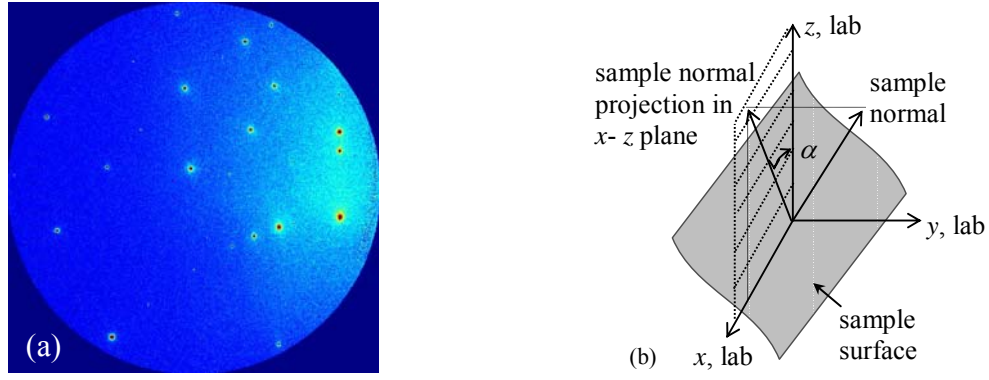 (a)
z, lab
sample normal
projection in
x- z plane
sample
normal
α
y, lab
x, lab
sample
surface
(b)